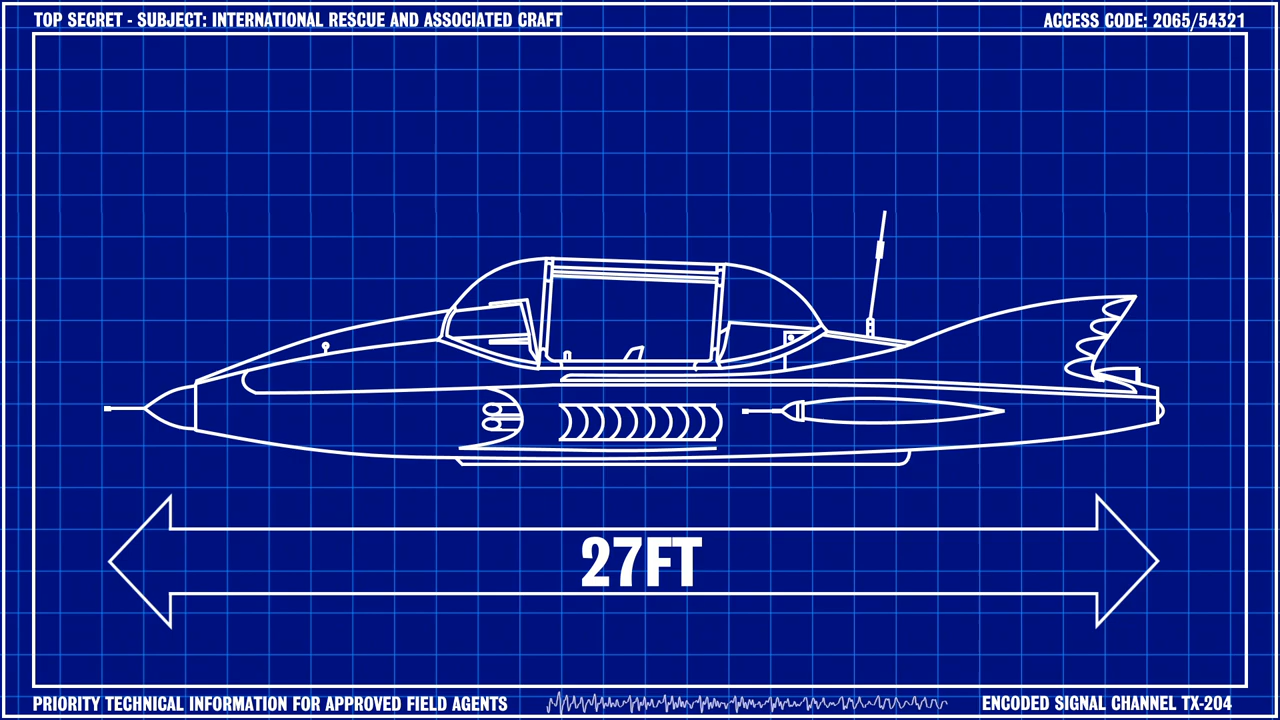 TOP SECRET - SUBJECT: INTERNATIONAL RESCUE AND ASSOCIATED CRAFT
ACCESS CODE: 2065/54321
27FT
PRIORITY TECHNICAL INFORMATION FOR APPROVED FIELD AGENTS
ENCODED SIGNAL CHANNEL TX-204